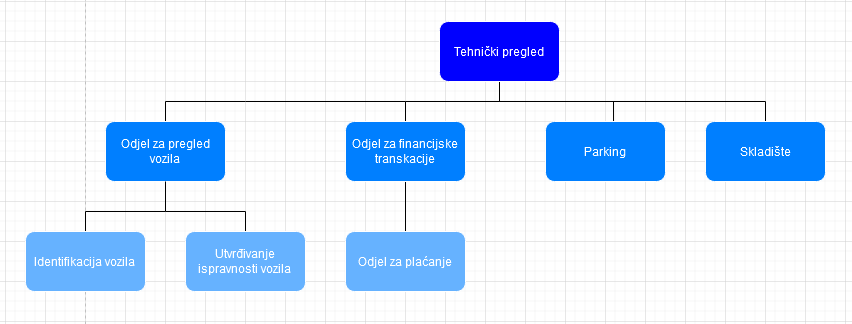 Tehnički pregled
Odjel za pregled
vozila
Odjel za financijske
transkacije
Parking
Skladište
Identifikacija vozila
Utvrđivanje
ispravnosti vozila
Odjel za plaćanje